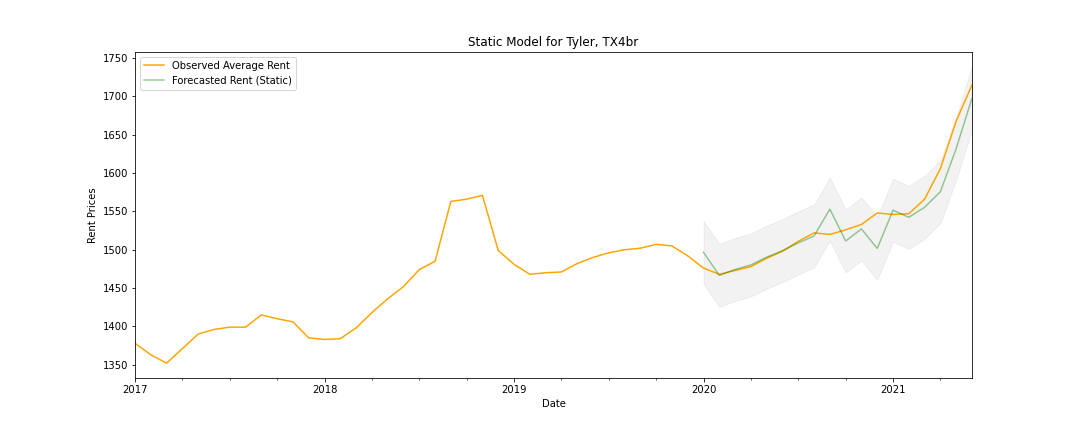 Static Model for Tyler, TX4br
Observed Average Rent
Forecasted Rent (Static)
Rent Prices
1750
1700
1650
1600
1550
1500
1450
1400
1350
2017
2018
2019
2020
2021
Date